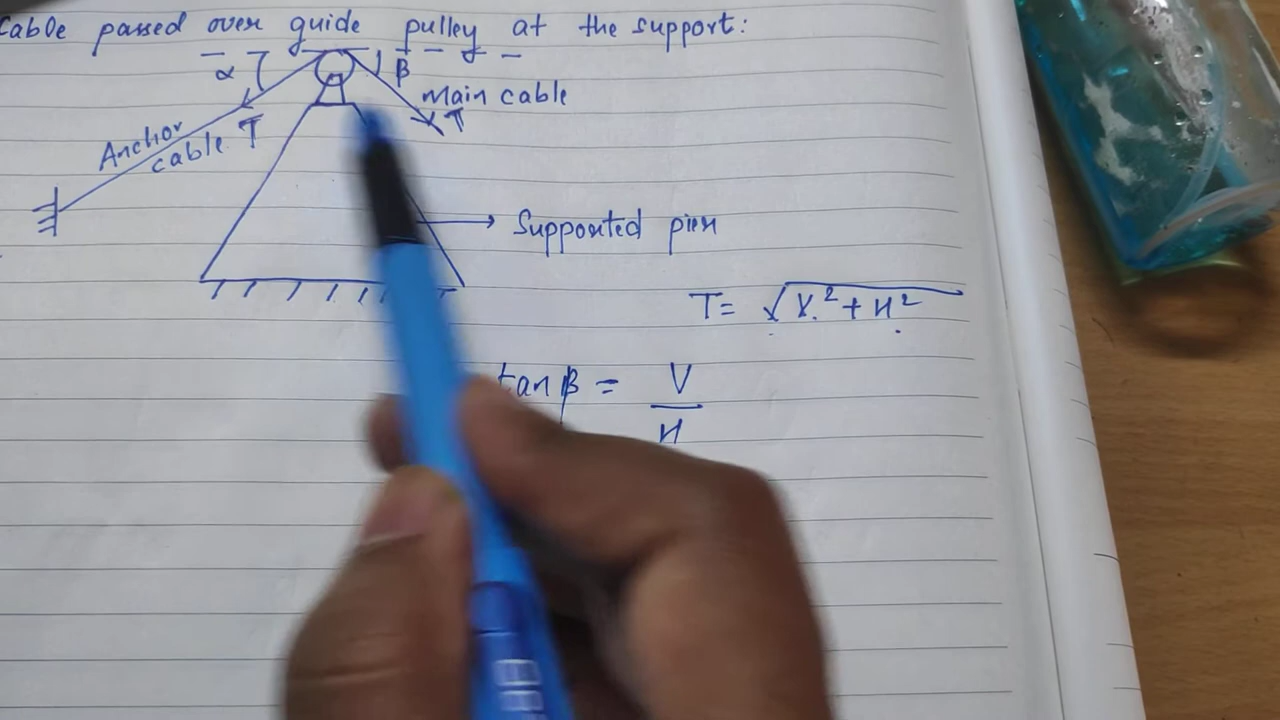 Cable passed over guide pulley at the support:
α
β
Main cable
T
Anchor
cable T
Supported pier
T= √V² + H²
tan β = V
H